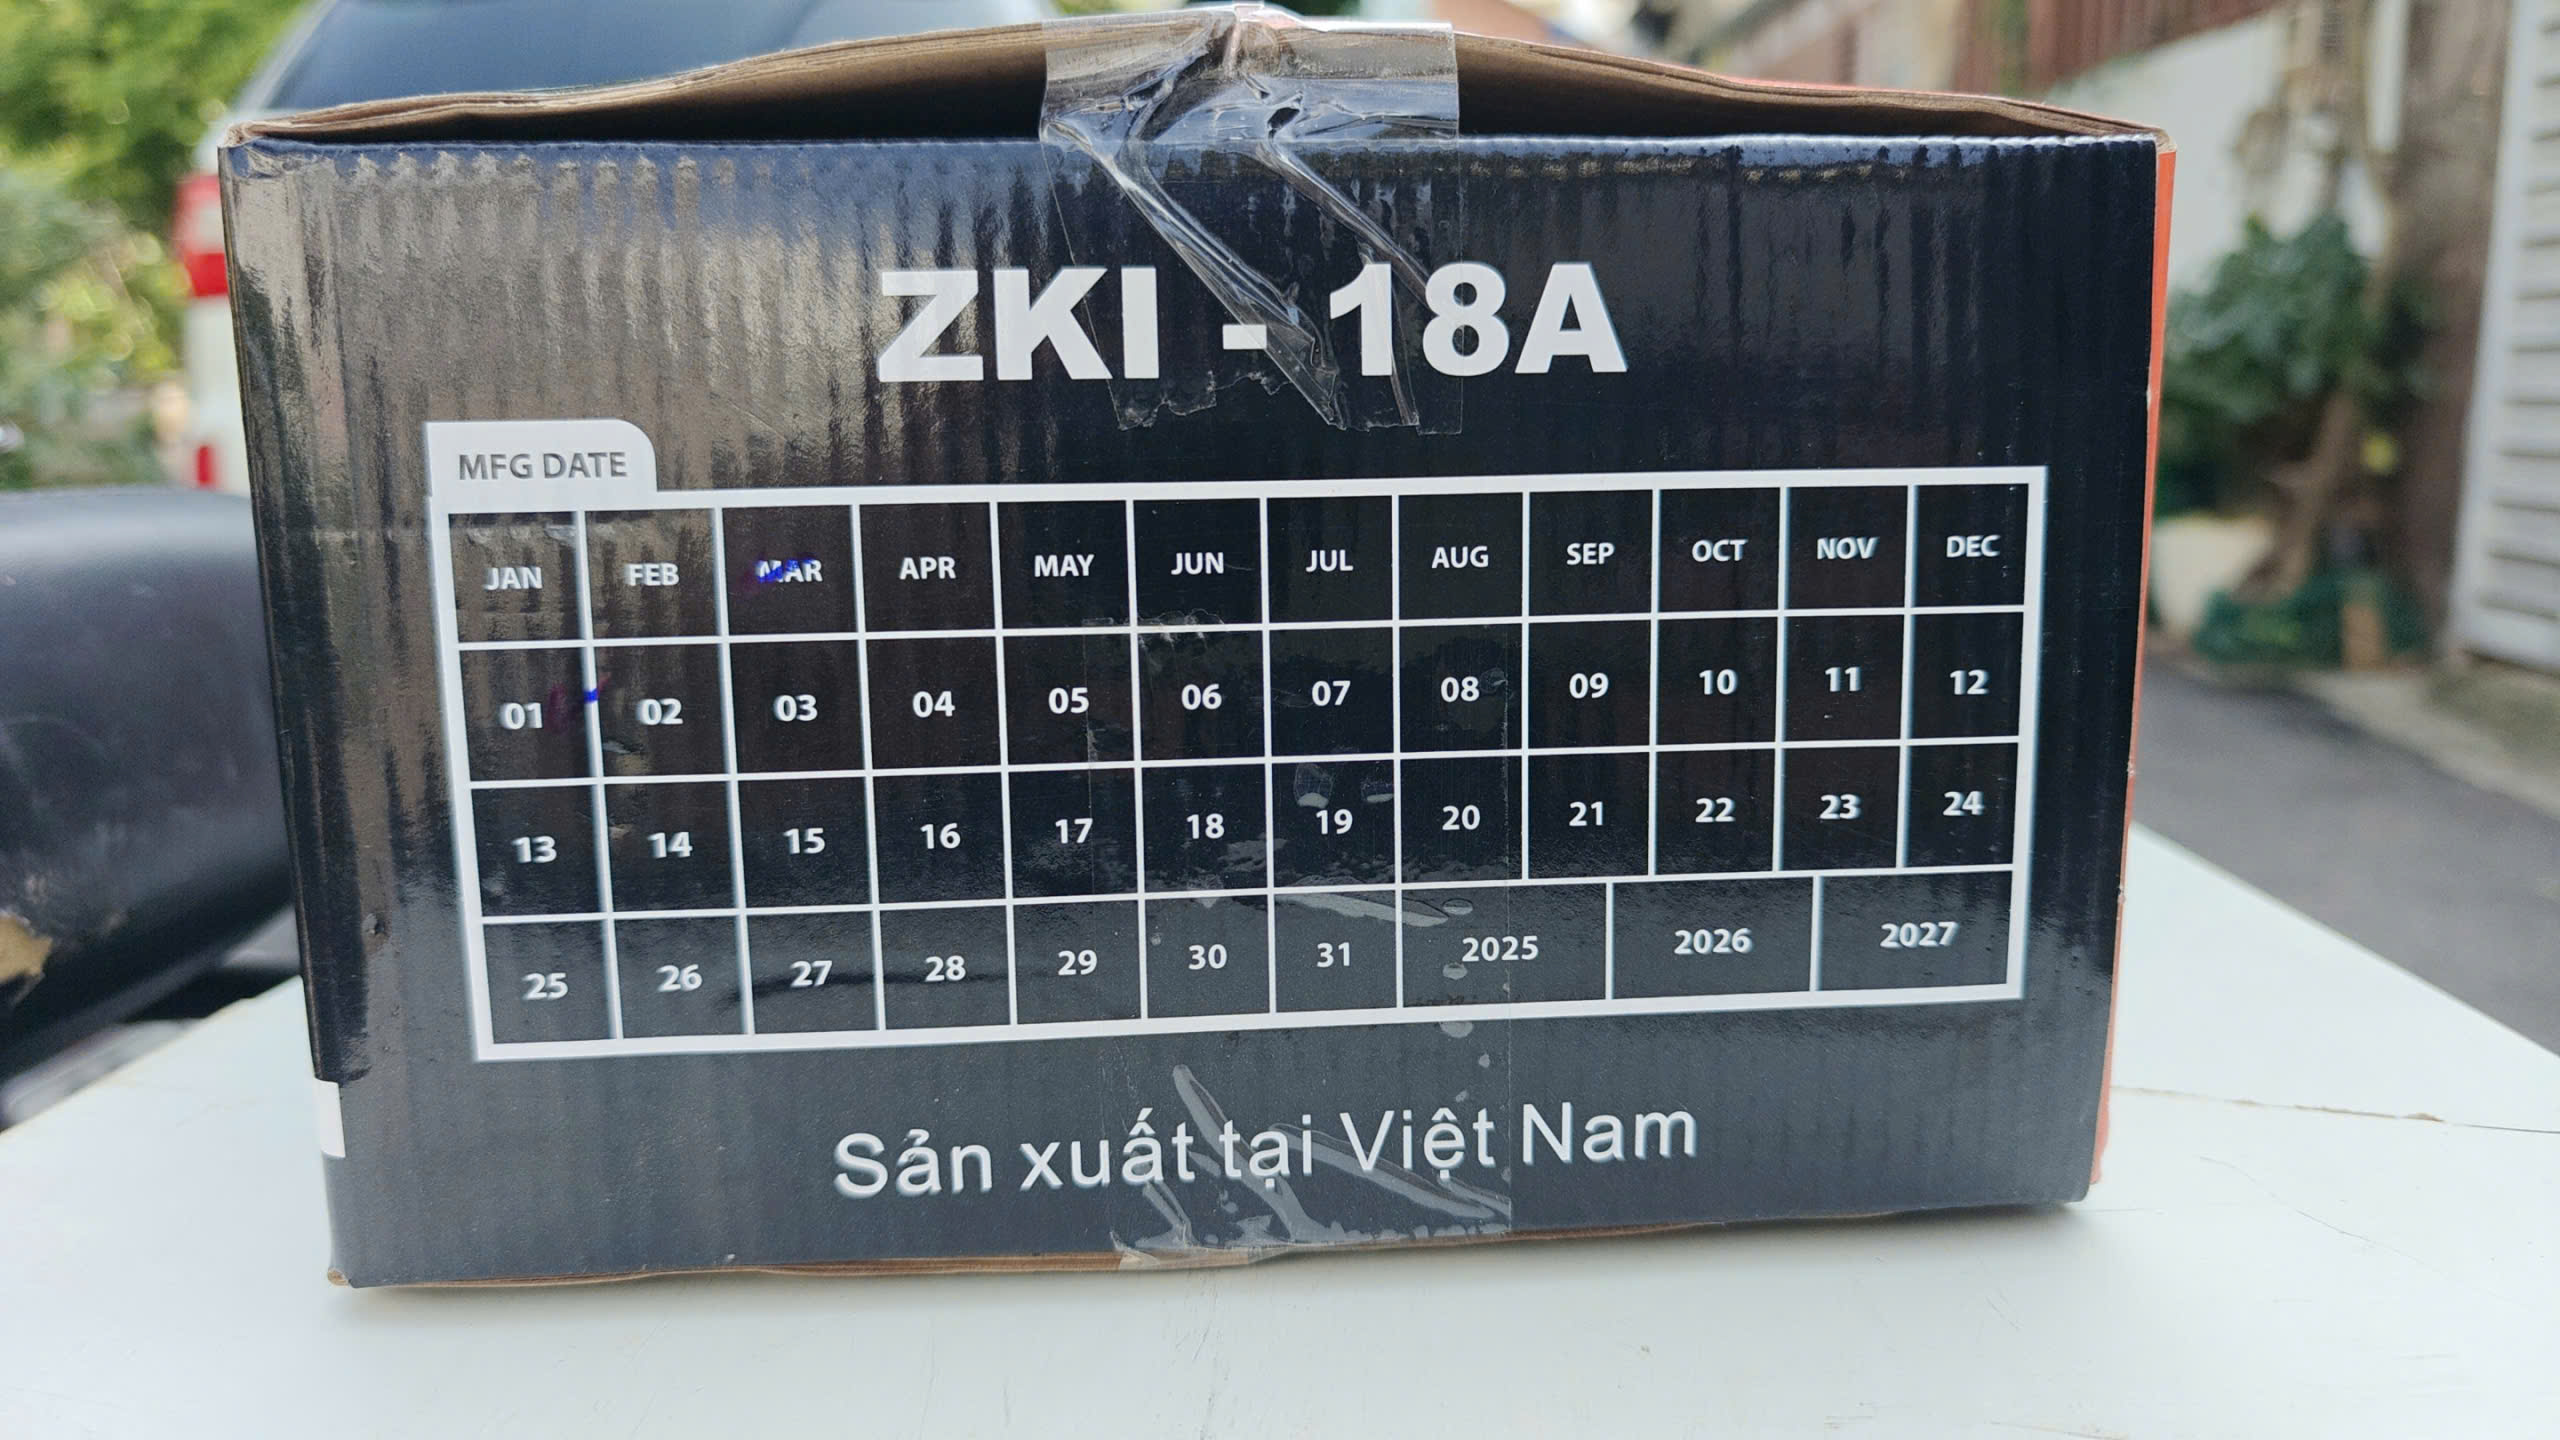 ZKI - 18A
MFG DATE
JAN FEB MAR APR MAY JUN JUL AUG SEP OCT NOV DEC
01 02 03 04 05 06 07 08 09 10 11 12
13 14 15 16 17 18 19 20 21 22 23 24
25 26 27 28 29 30 31 2025 2026 2027
Sản xuất tại Việt Nam